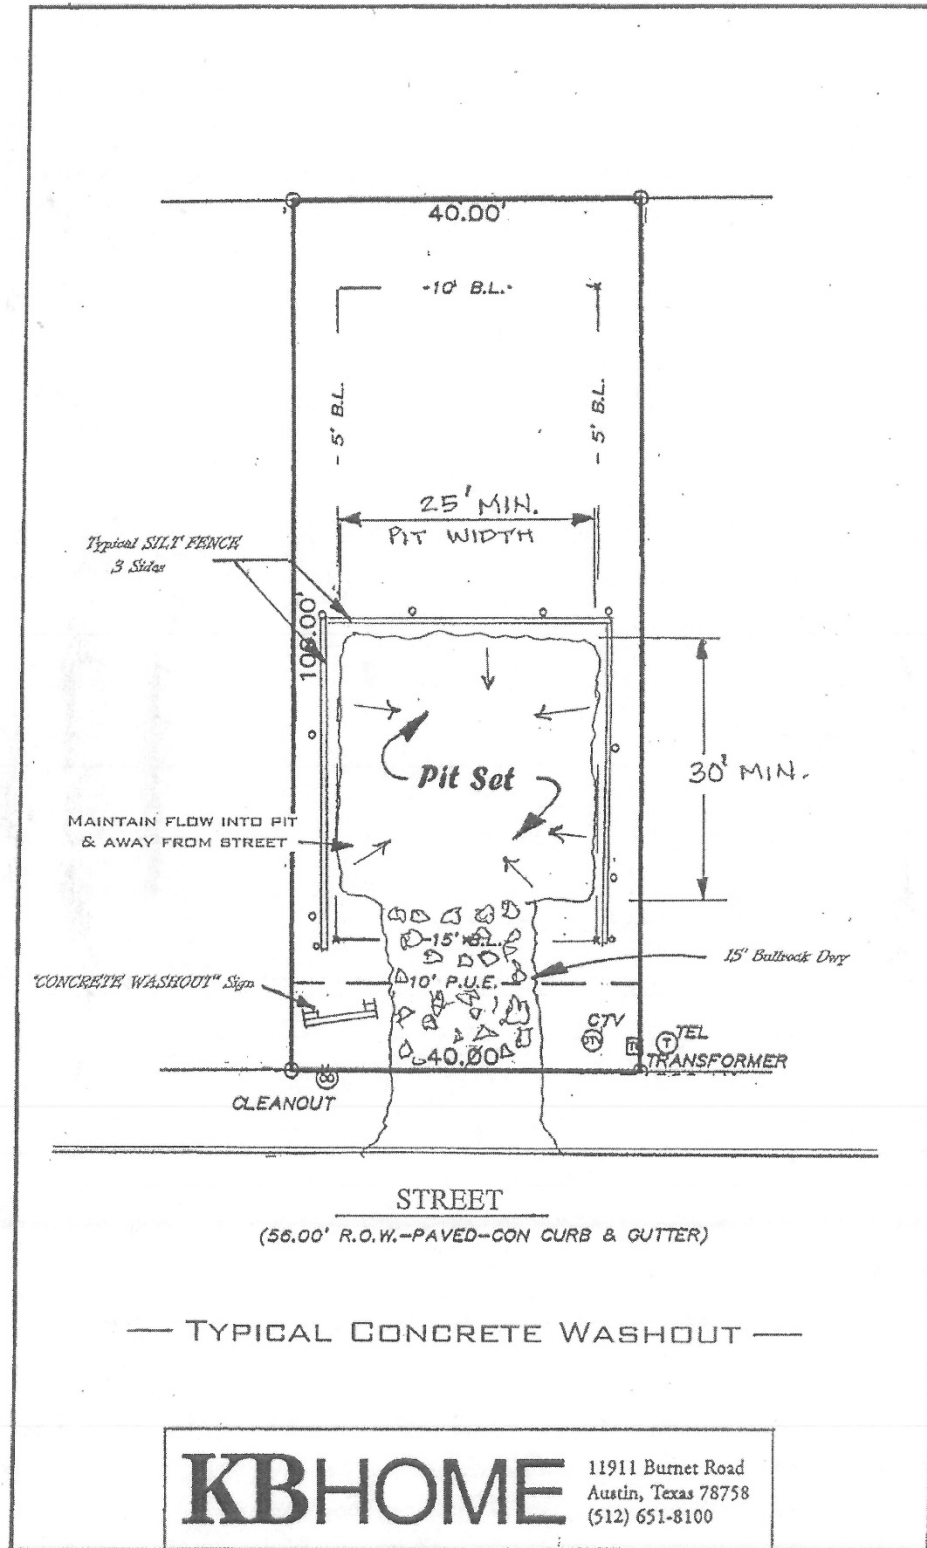 40.00'
10' B.L.
5' B.L.
5' B.L.
25' MIN.
PIT WIDTH
Typical SILT FENCE
3 Sides
Pit Set
30' MIN.
MAINTAIN FLOW INTO PIT
& AWAY FROM STREET
15' B.L.
15' Bullrock Dwy
10' P.U.E.
"CONCRETE WASHOUT" Sign
CTV
TEL
T
40.00'
TRANSFORMER
CLEANOUT
STREET
(56.00' R.O.W.-PAVED-CON CURB & GUTTER)
TYPICAL CONCRETE WASHOUT
KB HOME
11911 Burnet Road
Austin, Texas 78758
(512) 651-8100